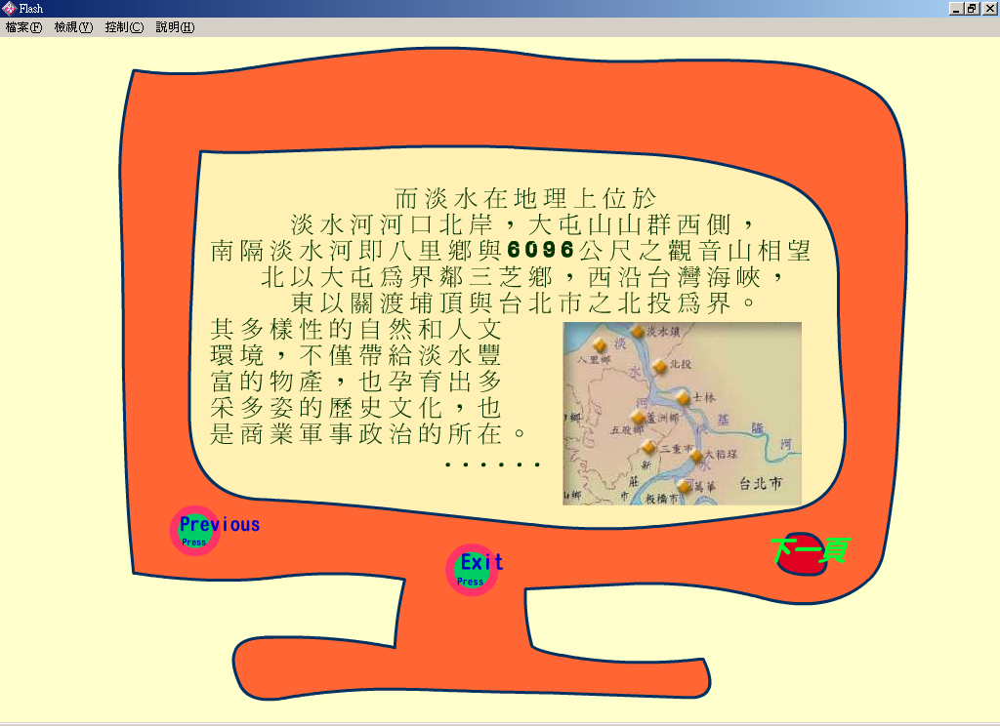 Flash
檔案(F) 檢視(V) 控制(C) 說明(H)
而淡水在地理上位於
淡水河河口北岸，大屯山山群西側，
南隔淡水河即八里鄉與6096公尺之觀音山相望
北以大屯為界鄰三芝鄉，西沿台灣海峽，
東以關渡埔頂與台北市之北投為界。
其多樣性的自然和人文
環境，不僅帶給淡水豐
富的物產，也孕育出多
采多姿的歷史文化，也
是商業軍事政治的所在。
······
淡水鎮
淡
八里鄉
北投
水
士林
河
蘆洲鄉
鄉
基
隆
河
五股鄉
淡
三重市
大稻埕
水
新
莊
市
萬華
台北市
山鄉
板橋市
Previous
Press
Exit
Press
下一頁